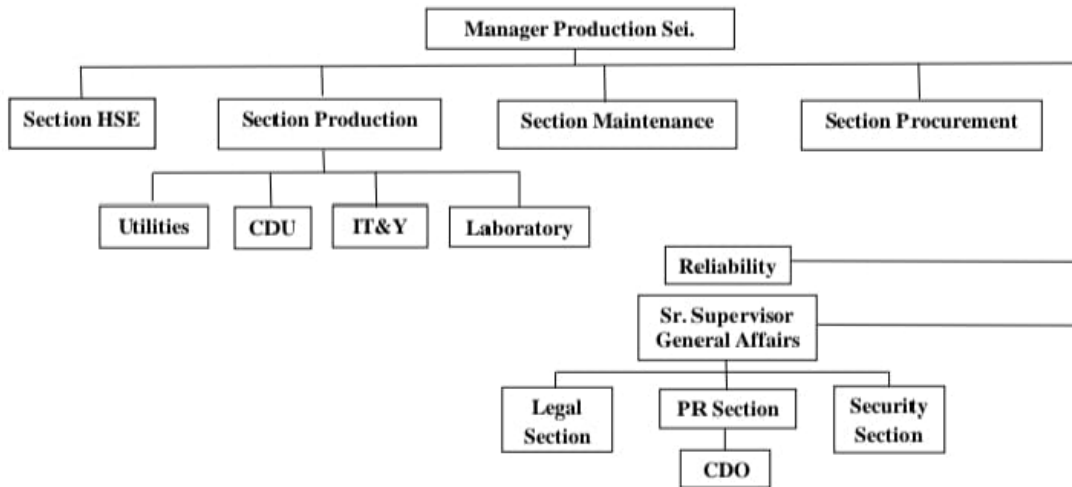 Manager Production Sei.
Section HSE
Section Production
Section Maintenance
Section Procurement
Utilities
CDU
IT&Y
Laboratory
Reliability
Sr. Supervisor
General Affairs
Legal
Section
PR Section
Security
Section
CDO